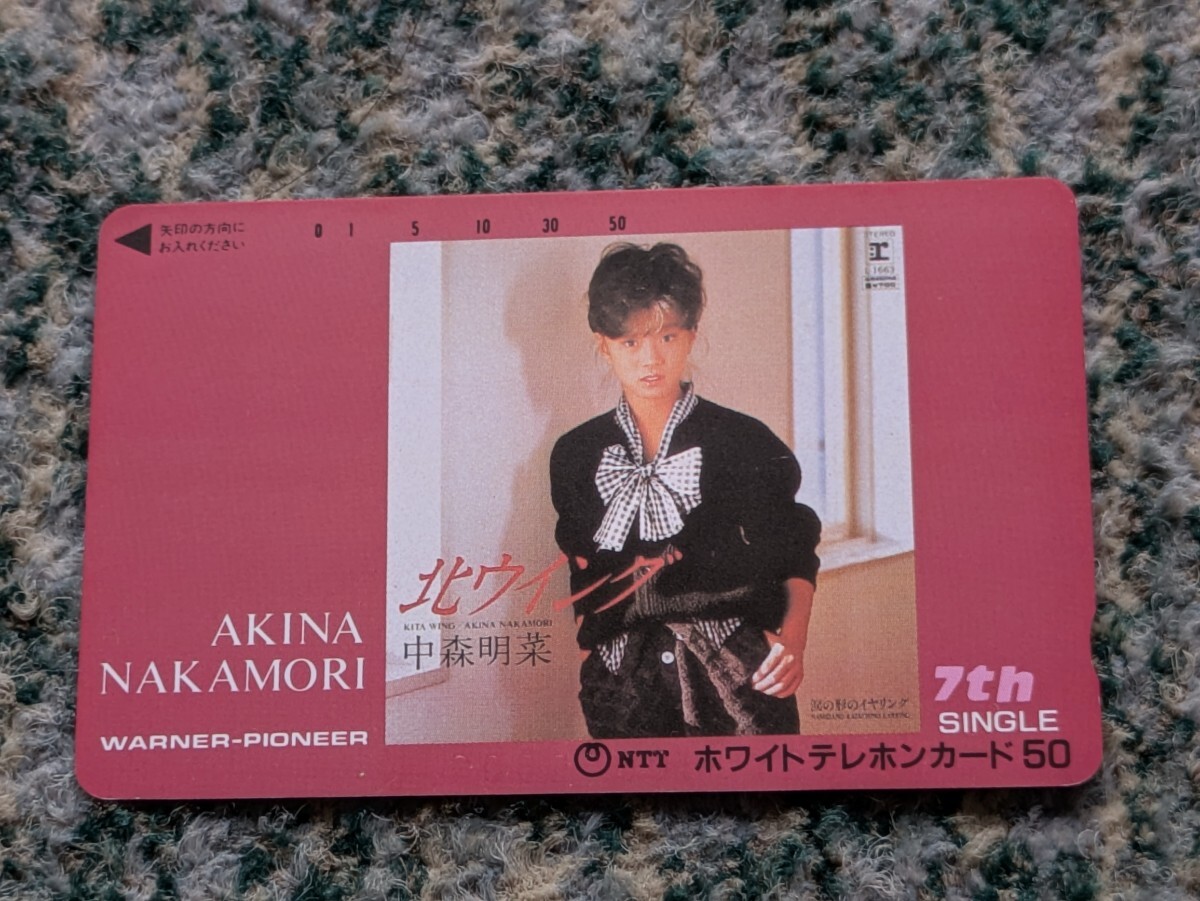 矢印の方向に
お入れください
0 1 5 10 30 50
STEREO
L-1663
北ウイング
KITA WING · AKINA NAKAMORI
中森明菜
涙の形のイヤリング
AKINA
NAKAMORI
WARNER-PIONEER
7th
SINGLE
NTT ホワイトテレホンカード 50